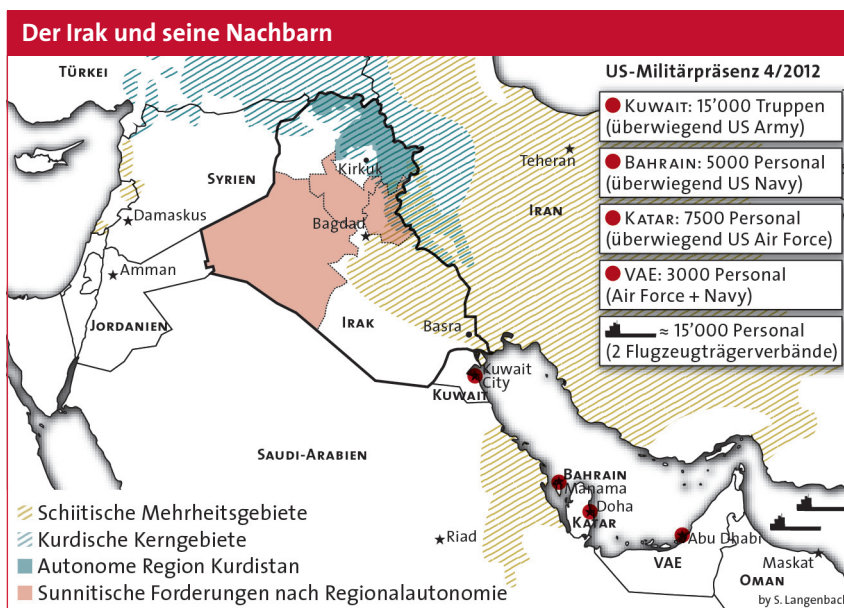 Der Irak und seine Nachbarn
TÜRKEI
US-Militärpräsenz 4/2012
KUWAIT: 15’000 Truppen
(überwiegend US Army)
BAHRAIN: 5000 Personal
(überwiegend US Navy)
KATAR: 7500 Personal
(überwiegend US Air Force)
VAE: 3000 Personal
(Air Force + Navy)
≈ 15’000 Personal
(2 Flugzeugträgerverbände)
Teheran
Kirkuk
SYRIEN
IRAN
Damaskus
Bagdad
Amman
JORDANIEN
IRAK
Basra
Kuwait
City
KUWAIT
SAUDI-ARABIEN
BAHRAIN
Manama
Doha
KATAR
Riad
Abu Dhabi
VAE
Maskat
OMAN
Schiitische Mehrheitsgebiete
Kurdische Kerngebiete
Autonome Region Kurdistan
Sunnitische Forderungen nach Regionalautonomie
by S. Langenbach